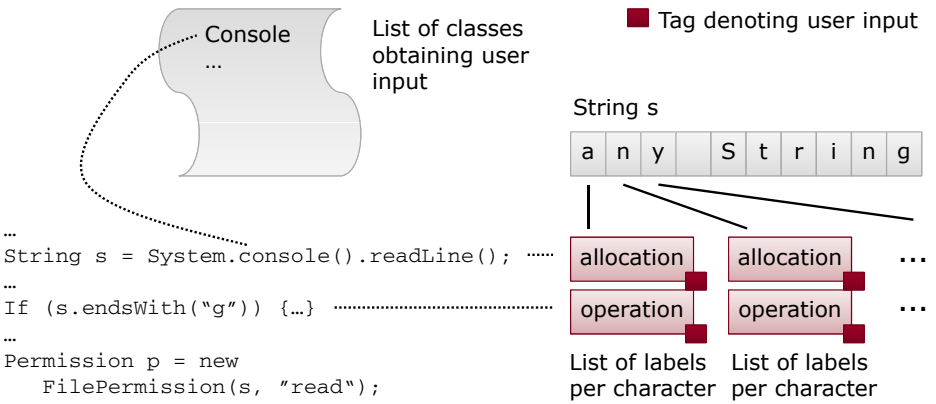 Console
…
List of classes
obtaining user
input
Tag denoting user input
String s
a n y S t r i n g
…
String s = System.console().readLine();
…
If (s.endsWith(“g”)) {…}
…
Permission p = new
FilePermission(s, ”read“);
allocation
operation
List of labels
per character
allocation
operation
List of labels
per character
...
...